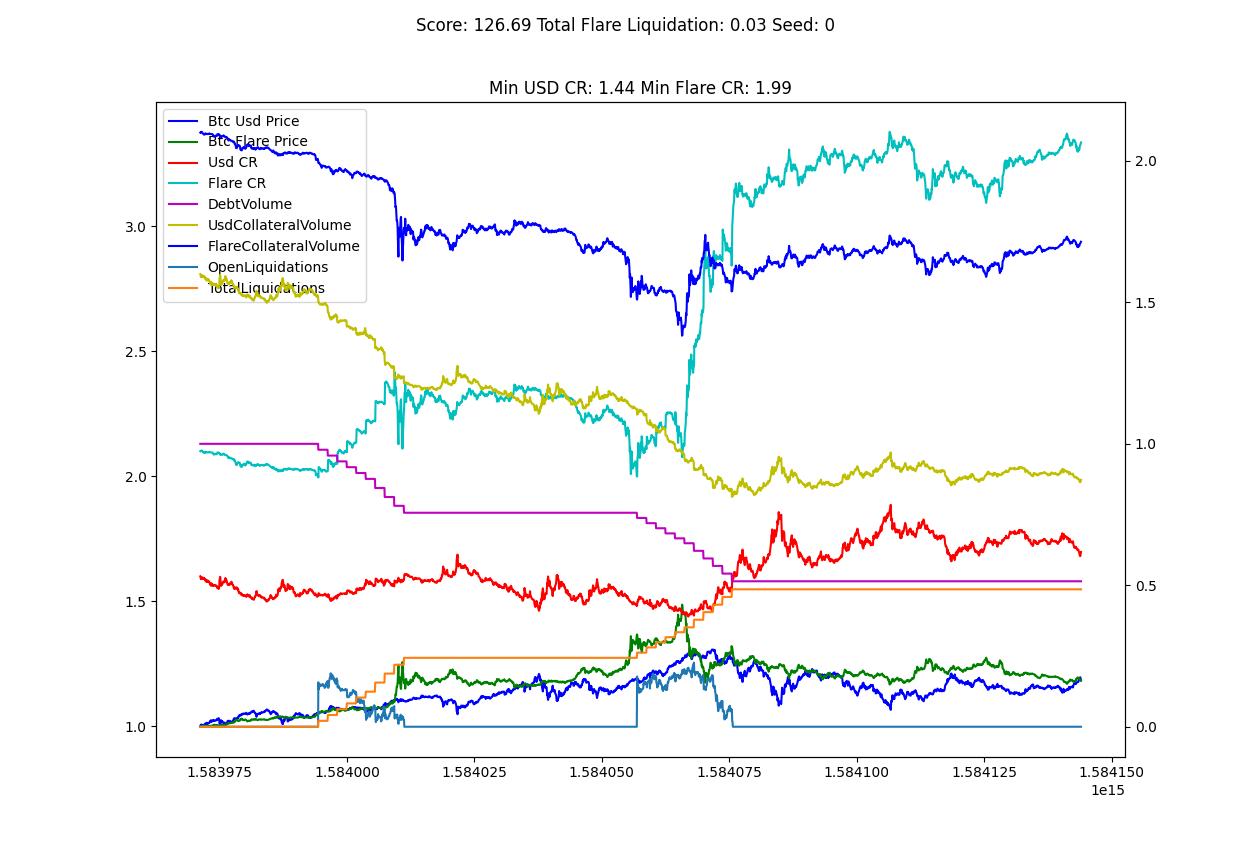 Score: 126.69 Total Flare Liquidation: 0.03 Seed: 0
Min USD CR: 1.44 Min Flare CR: 1.99
Btc Usd Price
Btc Flare Price
Usd CR
Flare CR
DebtVolume
UsdCollateralVolume
FlareCollateralVolume
OpenLiquidations
TotalLiquidations
3.0
2.5
2.0
1.5
1.0
2.0
1.5
1.0
0.5
0.0
1.583975 1.584000 1.584025 1.584050 1.584075 1.584100 1.584125 1.584150
1e15